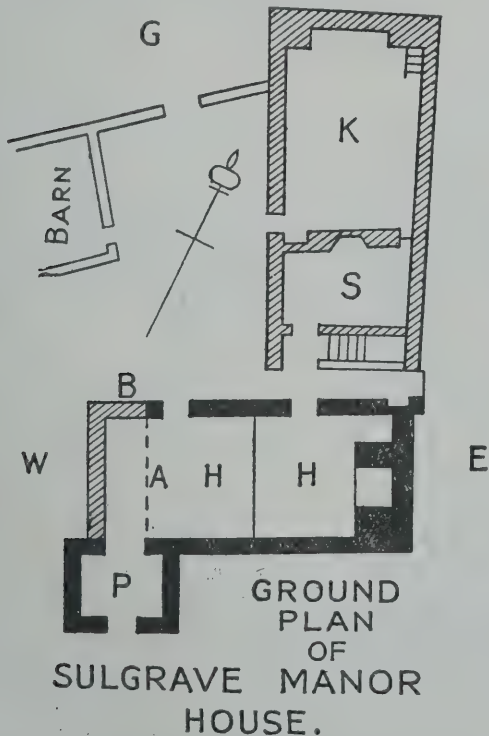 G
K
BARN
S
B
W
A H H
E
P
GROUND
PLAN
OF
SULGRAVE MANOR
HOUSE.